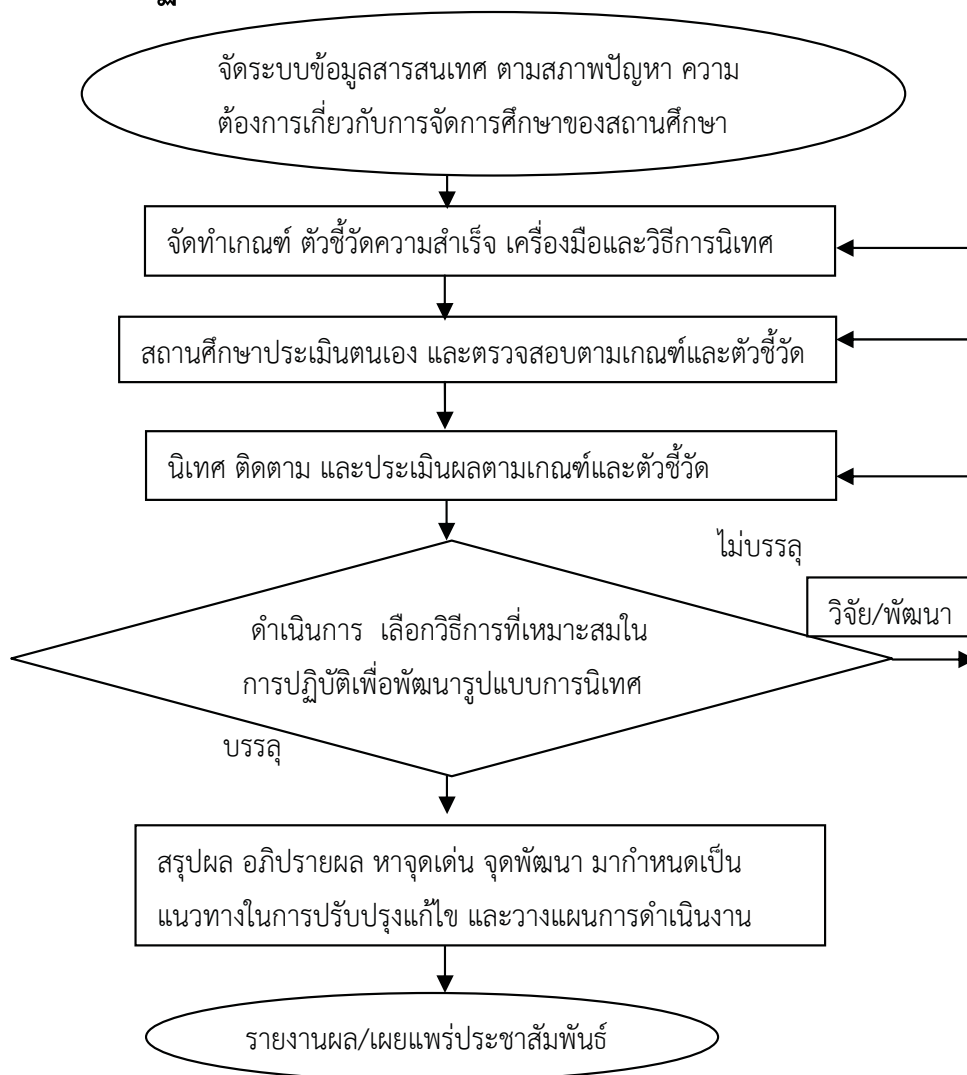 จัดระบบข้อมูลสารสนเทศ ตามสภาพปัญหา ความ
ต้องการเกี่ยวกับการจัดการศึกษาของสถานศึกษา
จัดทำเกณฑ์ ตัวชี้วัดความสำเร็จ เครื่องมือและวิธีการนิเทศ
สถานศึกษาประเมินตนเอง และตรวจสอบตามเกณฑ์และตัวชี้วัด
นิเทศ ติดตาม และประเมินผลตามเกณฑ์และตัวชี้วัด
ไม่บรรลุ
วิจัย/พัฒนา
ดำเนินการ เลือกวิธีการที่เหมาะสมใน
การปฏิบัติเพื่อพัฒนารูปแบบการนิเทศ
บรรลุ
สรุปผล อภิปรายผล หาจุดเด่น จุดพัฒนา มากำหนดเป็น
แนวทางในการปรับปรุงแก้ไข และวางแผนการดำเนินงาน
รายงานผล/เผยแพร่ประชาสัมพันธ์